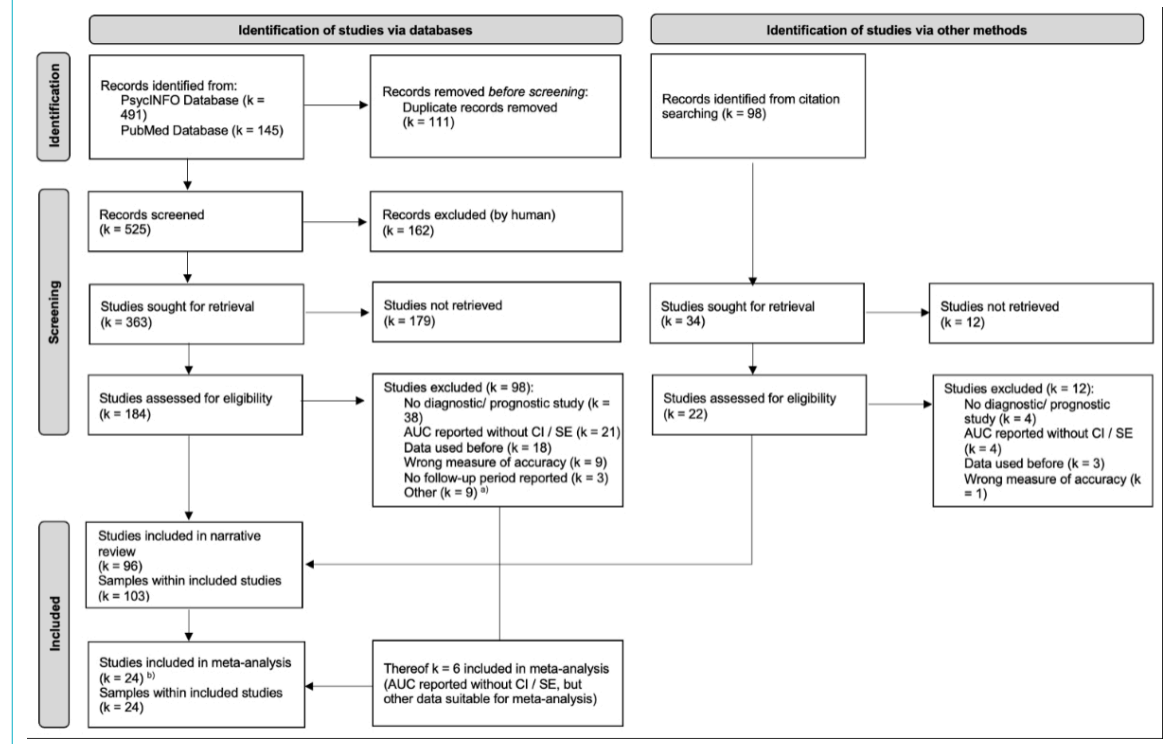 Identification of studies via databases
Identification of studies via other methods
Identification
Records identified from:
PsycINFO Database (k =
491)
PubMed Database (k = 145)
Records removed before screening:
Duplicate records removed
(k = 111)
Records identified from citation
searching (k = 98)
Screening
Records screened
(k = 525)
Records excluded (by human)
(k = 162)
Studies sought for retrieval
(k = 363)
Studies not retrieved
(k = 179)
Studies sought for retrieval
(k = 34)
Studies not retrieved
(k = 12)
Studies assessed for eligibility
(k = 184)
Studies excluded (k = 98):
No diagnostic/ prognostic study (k =
38)
AUC reported without CI / SE (k = 21)
Data used before (k = 18)
Wrong measure of accuracy (k = 9)
No follow-up period reported (k = 3)
Other (k = 9) a)
Studies assessed for eligibility
(k = 22)
Studies excluded (k = 12):
No diagnostic/ prognostic
study (k = 4)
AUC reported without CI / SE
(k = 4)
Data used before (k = 3)
Wrong measure of accuracy (k
= 1)
Included
Studies included in narrative
review
(k = 96)
Samples within included studies
(k = 103)
Studies included in meta-analysis
(k = 24) b)
Samples within included studies
(k = 24)
Thereof k = 6 included in meta-analysis
(AUC reported without CI / SE, but
other data suitable for meta-analysis)